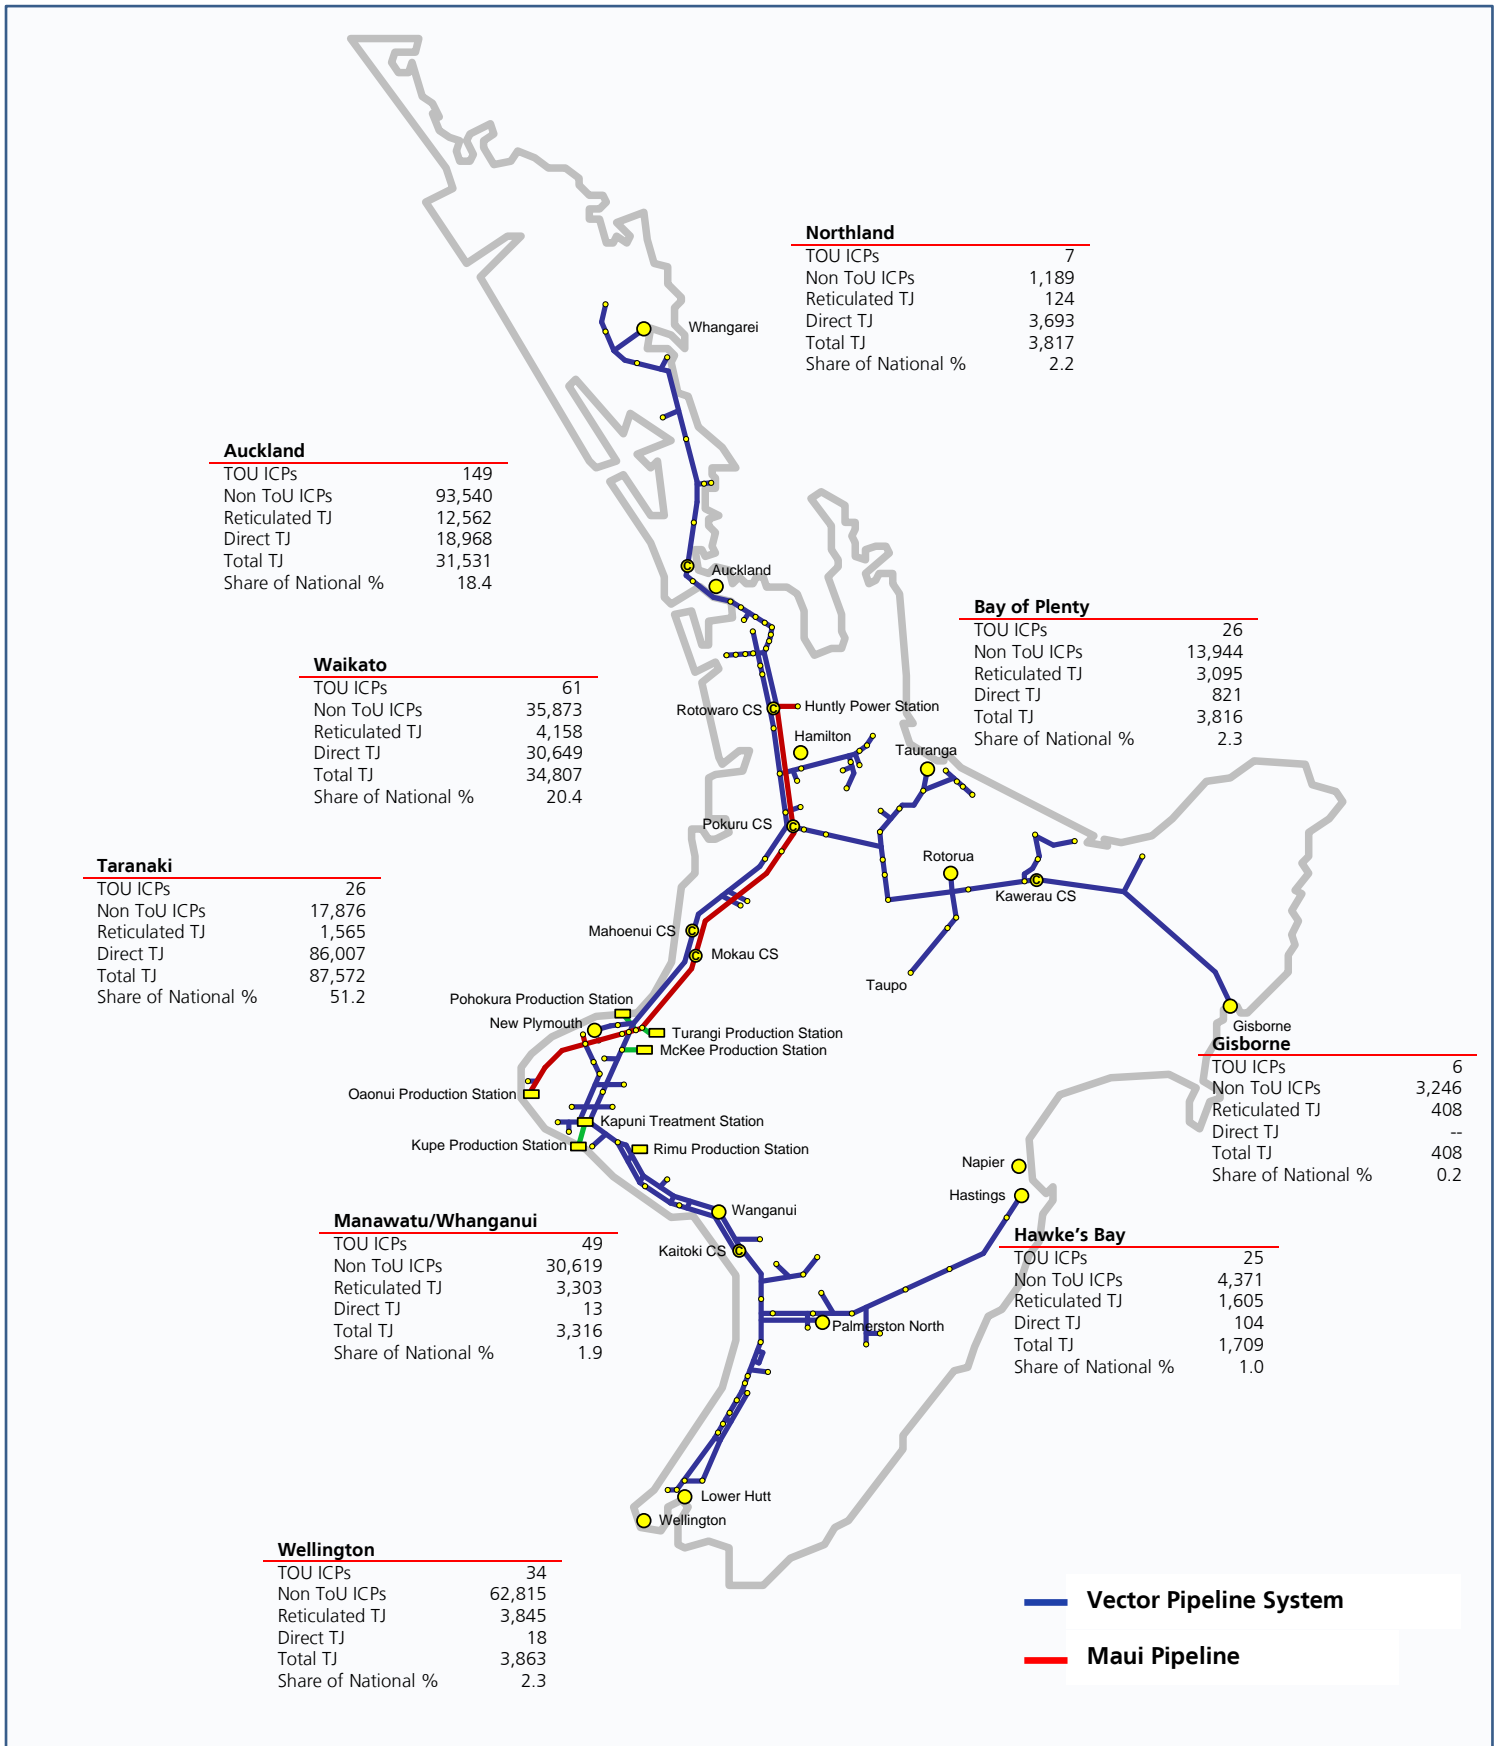 Northland
TOU ICPs 7
Non ToU ICPs 1,189
Reticulated TJ 124
Direct TJ 3,693
Total TJ 3,817
Share of National % 2.2
Whangarei
Auckland
TOU ICPs 149
Non ToU ICPs 93,540
Reticulated TJ 12,562
Direct TJ 18,968
Total TJ 31,531
Share of National % 18.4
C
Auckland
Bay of Plenty
TOU ICPs 26
Non ToU ICPs 13,944
Reticulated TJ 3,095
Direct TJ 821
Total TJ 3,816
Share of National % 2.3
Waikato
TOU ICPs 61
Non ToU ICPs 35,873
Reticulated TJ 4,158
Direct TJ 30,649
Total TJ 34,807
Share of National % 20.4
Rotowaro CS C Huntly Power Station
Hamilton
Tauranga
Pokuru CS C
Rotorua
C
Kawerau CS
Taranaki
TOU ICPs 26
Non ToU ICPs 17,876
Reticulated TJ 1,565
Direct TJ 86,007
Total TJ 87,572
Share of National % 51.2
Mahoenui CS C
C Mokau CS
Taupo
Pohokura Production Station
New Plymouth
Turangi Production Station
McKee Production Station
Oaonui Production Station
Kapuni Treatment Station
Kupe Production Station
Rimu Production Station
Gisborne
Gisborne
TOU ICPs 6
Non ToU ICPs 3,246
Reticulated TJ 408
Direct TJ --
Total TJ 408
Share of National % 0.2
Napier
Hastings
Wanganui
Kaitoki CS C
Manawatu/Whanganui
TOU ICPs 49
Non ToU ICPs 30,619
Reticulated TJ 3,303
Direct TJ 13
Total TJ 3,316
Share of National % 1.9
Hawke's Bay
TOU ICPs 25
Non ToU ICPs 4,371
Reticulated TJ 1,605
Direct TJ 104
Total TJ 1,709
Share of National % 1.0
Palmerston North
Lower Hutt
Wellington
Wellington
TOU ICPs 34
Non ToU ICPs 62,815
Reticulated TJ 3,845
Direct TJ 18
Total TJ 3,863
Share of National % 2.3
Vector Pipeline System
Maui Pipeline